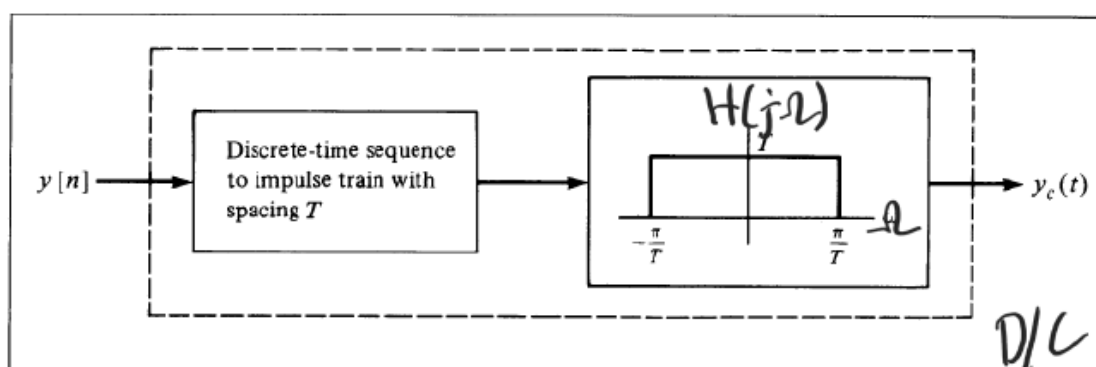 H(jΩ)
T
Discrete-time sequence
to impulse train with
spacing T
y[n]
y_c(t)
Ω
-π/T
π/T
D/C